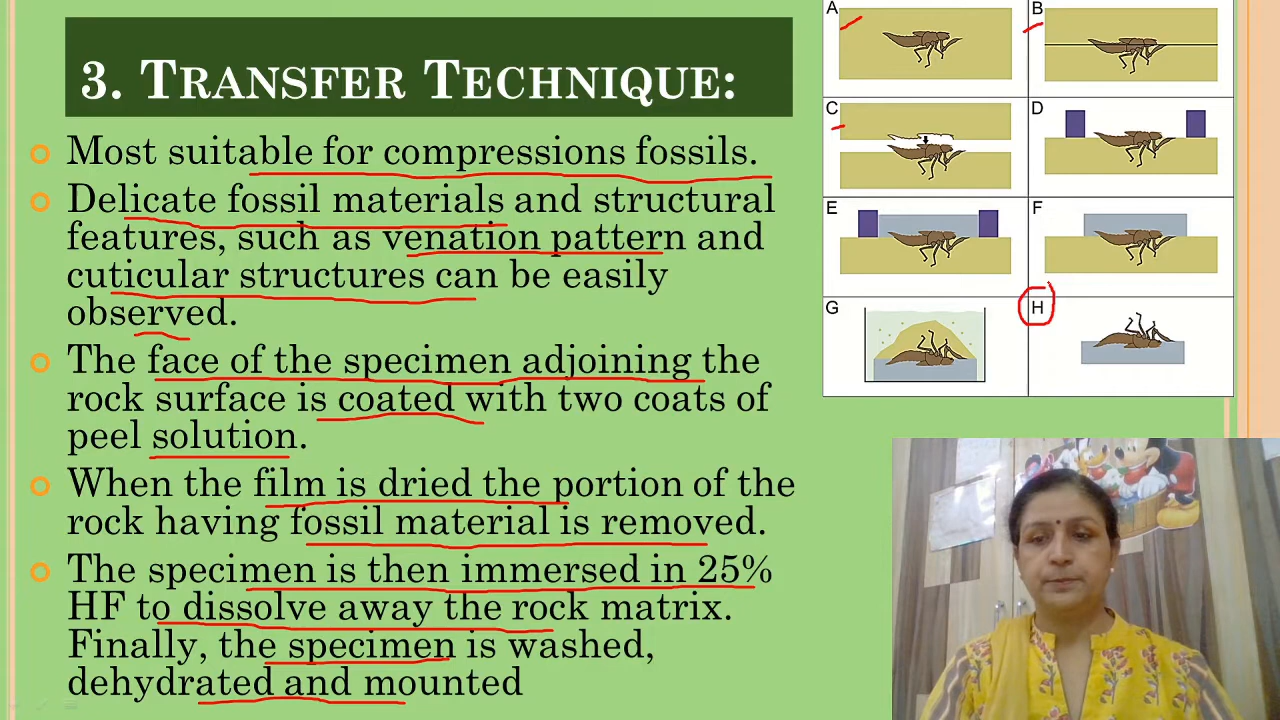 3. TRANSFER TECHNIQUE:
Most suitable for compressions fossils.
Delicate fossil materials and structural
features, such as venation pattern and
cuticular structures can be easily
observed.
The face of the specimen adjoining the
rock surface is coated with two coats of
peel solution.
When the film is dried the portion of the
rock having fossil material is removed.
The specimen is then immersed in 25%
HF to dissolve away the rock matrix.
Finally, the specimen is washed,
dehydrated and mounted
A
B
C
D
E
F
G
H